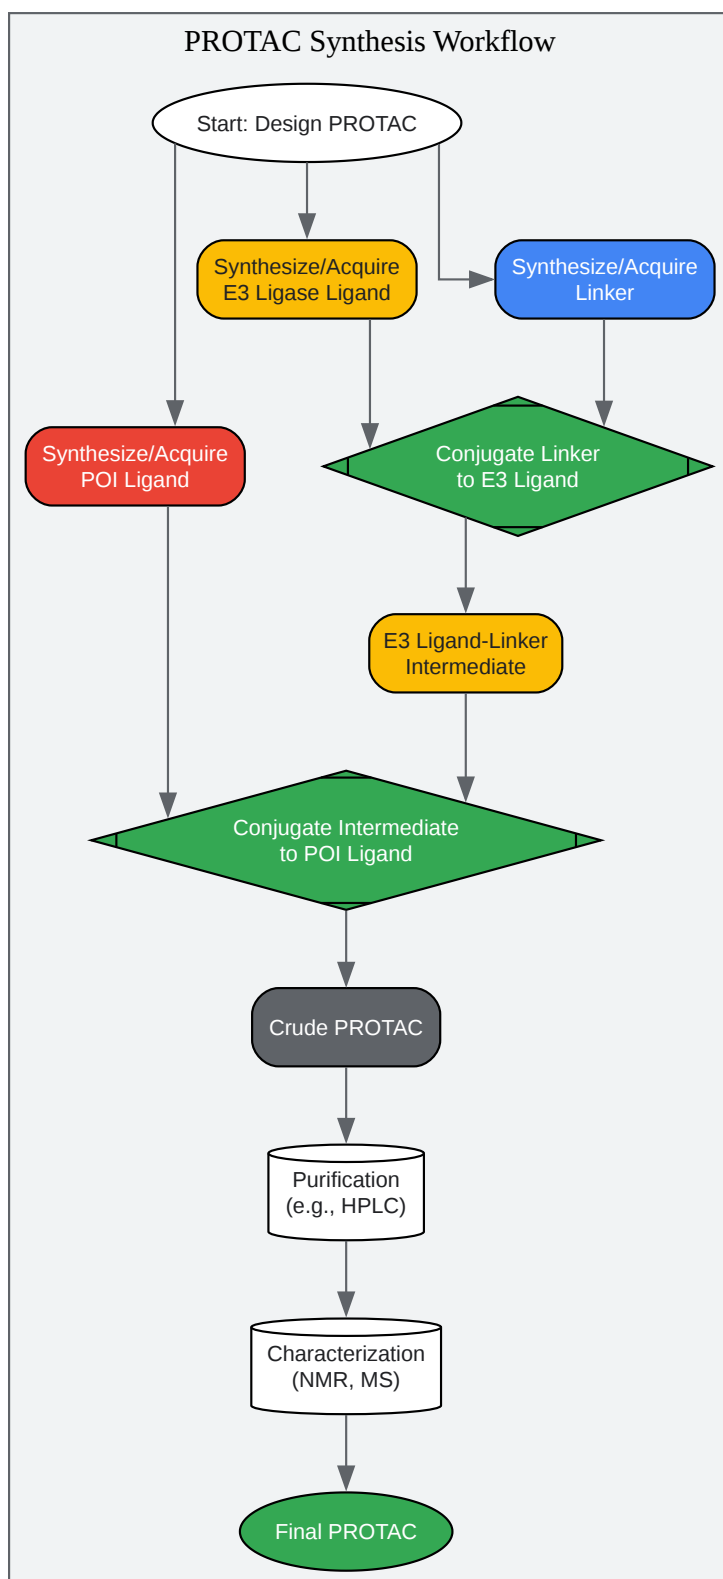 PROTAC Synthesis Workflow
Start: Design PROTAC
Synthesize/Acquire
E3 Ligase Ligand
Synthesize/Acquire
Linker
Synthesize/Acquire
POI Ligand
Conjugate Linker
to E3 Ligand
E3 Ligand-Linker
Intermediate
Conjugate Intermediate
to POI Ligand
Crude PROTAC
Purification
(e.g., HPLC)
Characterization
(NMR, MS)
Final PROTAC